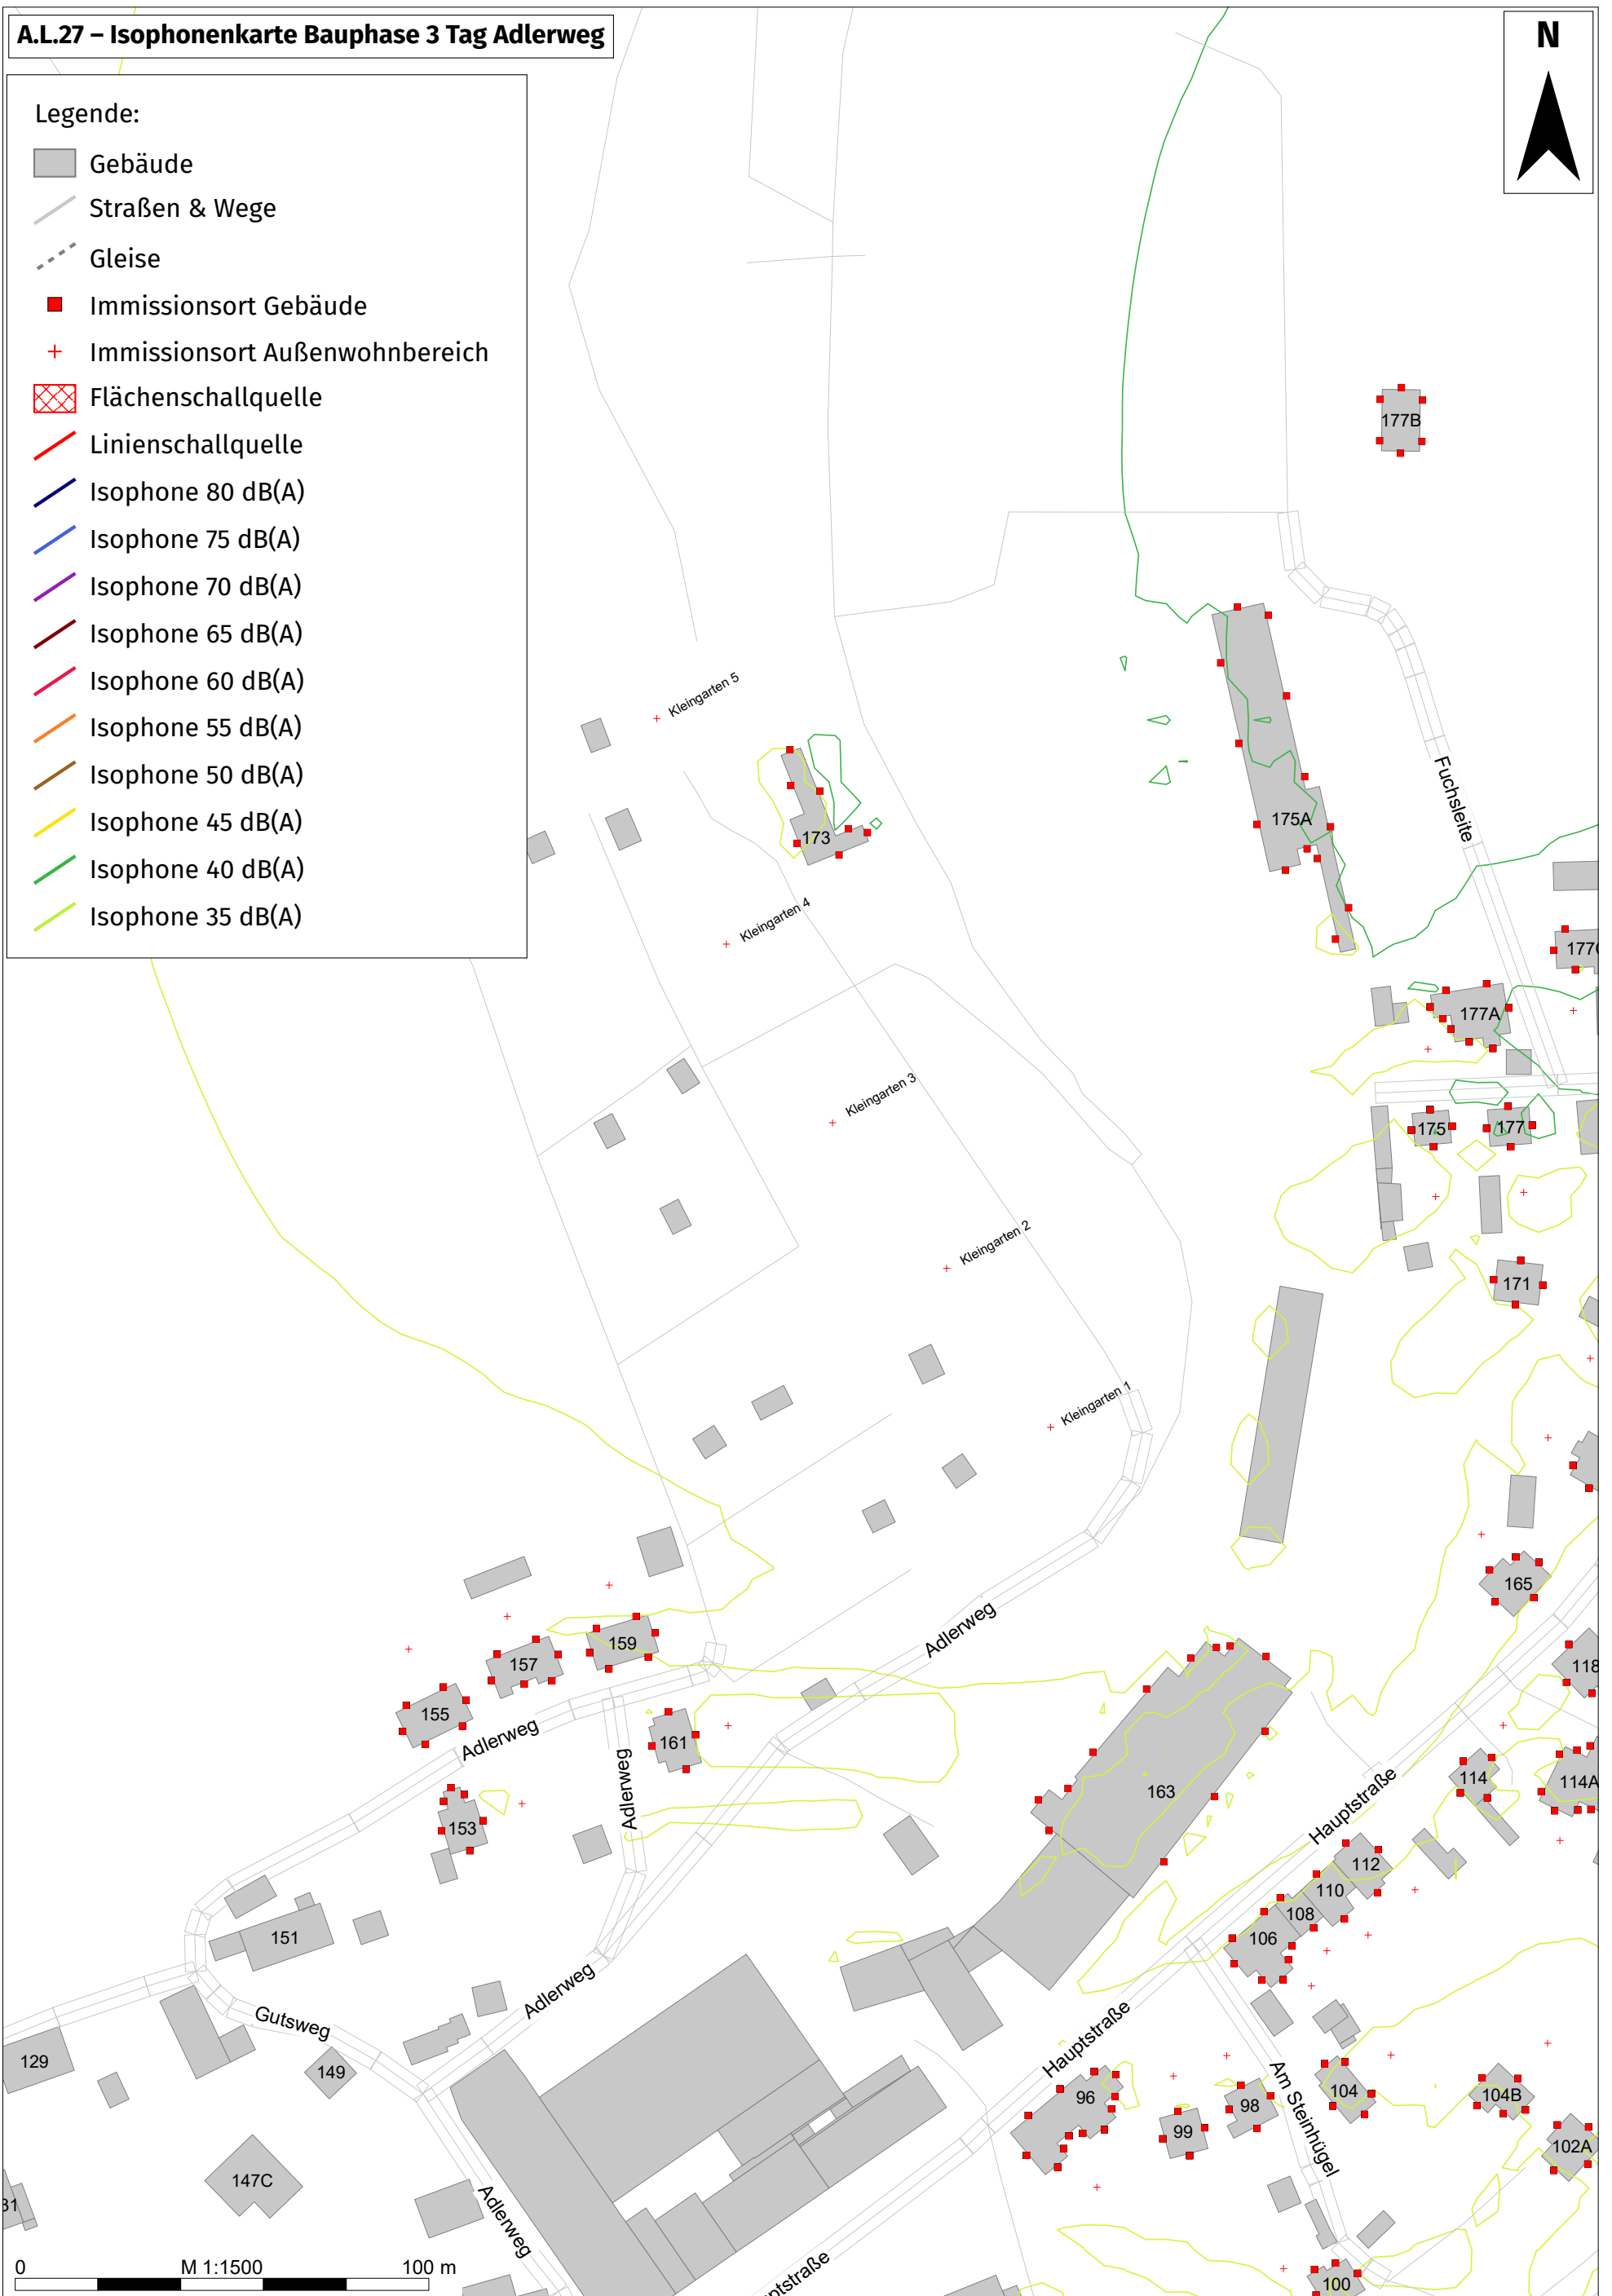 A.L.27 – Isophonenkarte Bauphase 3 Tag Adlerweg
N
Legende:
Gebäude
Straßen & Wege
Gleise
Immissionsort Gebäude
Immissionsort Außenwohnbereich
Flächenschallquelle
Linienschallquelle
Isophone 80 dB(A)
Isophone 75 dB(A)
Isophone 70 dB(A)
Isophone 65 dB(A)
Isophone 60 dB(A)
Isophone 55 dB(A)
Isophone 50 dB(A)
Isophone 45 dB(A)
Isophone 40 dB(A)
Isophone 35 dB(A)
177B
Kleingarten 5
Fuchsleite
175A
173
Kleingarten 4
177C
177A
Kleingarten 3
175
177
Kleingarten 2
171
Kleingarten 1
165
Adlerweg
159
157
118
155
Adlerweg
161
Adlerweg
163
114
114A
Hauptstraße
153
112
110
108
106
151
Adlerweg
Gutsweg
Hauptstraße
129
149
Am Steinhügel
104
104B
96
98
99
102A
147C
31
Adlerweg
0 M 1:1500 100 m
ptstraße
100